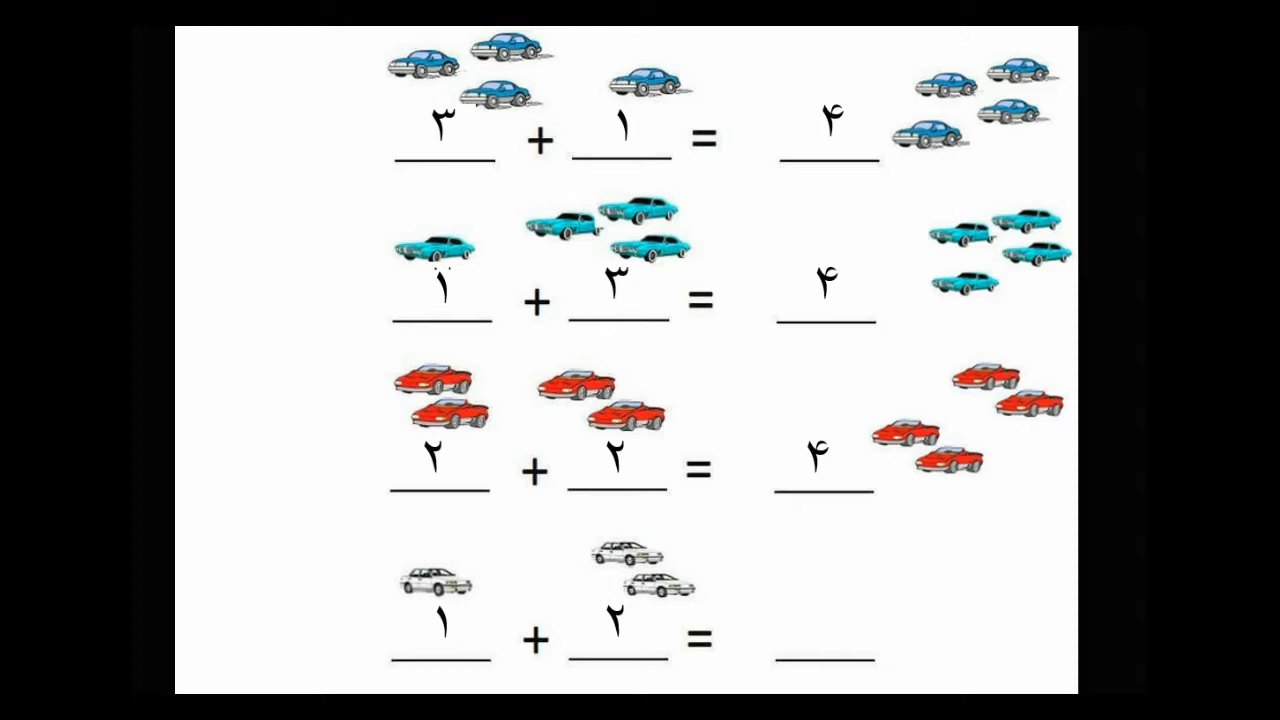 ۳ + ۱ = ۴
۱ + ۳ = ۴
۲ + ۲ = ۴
۱ + ۲ =